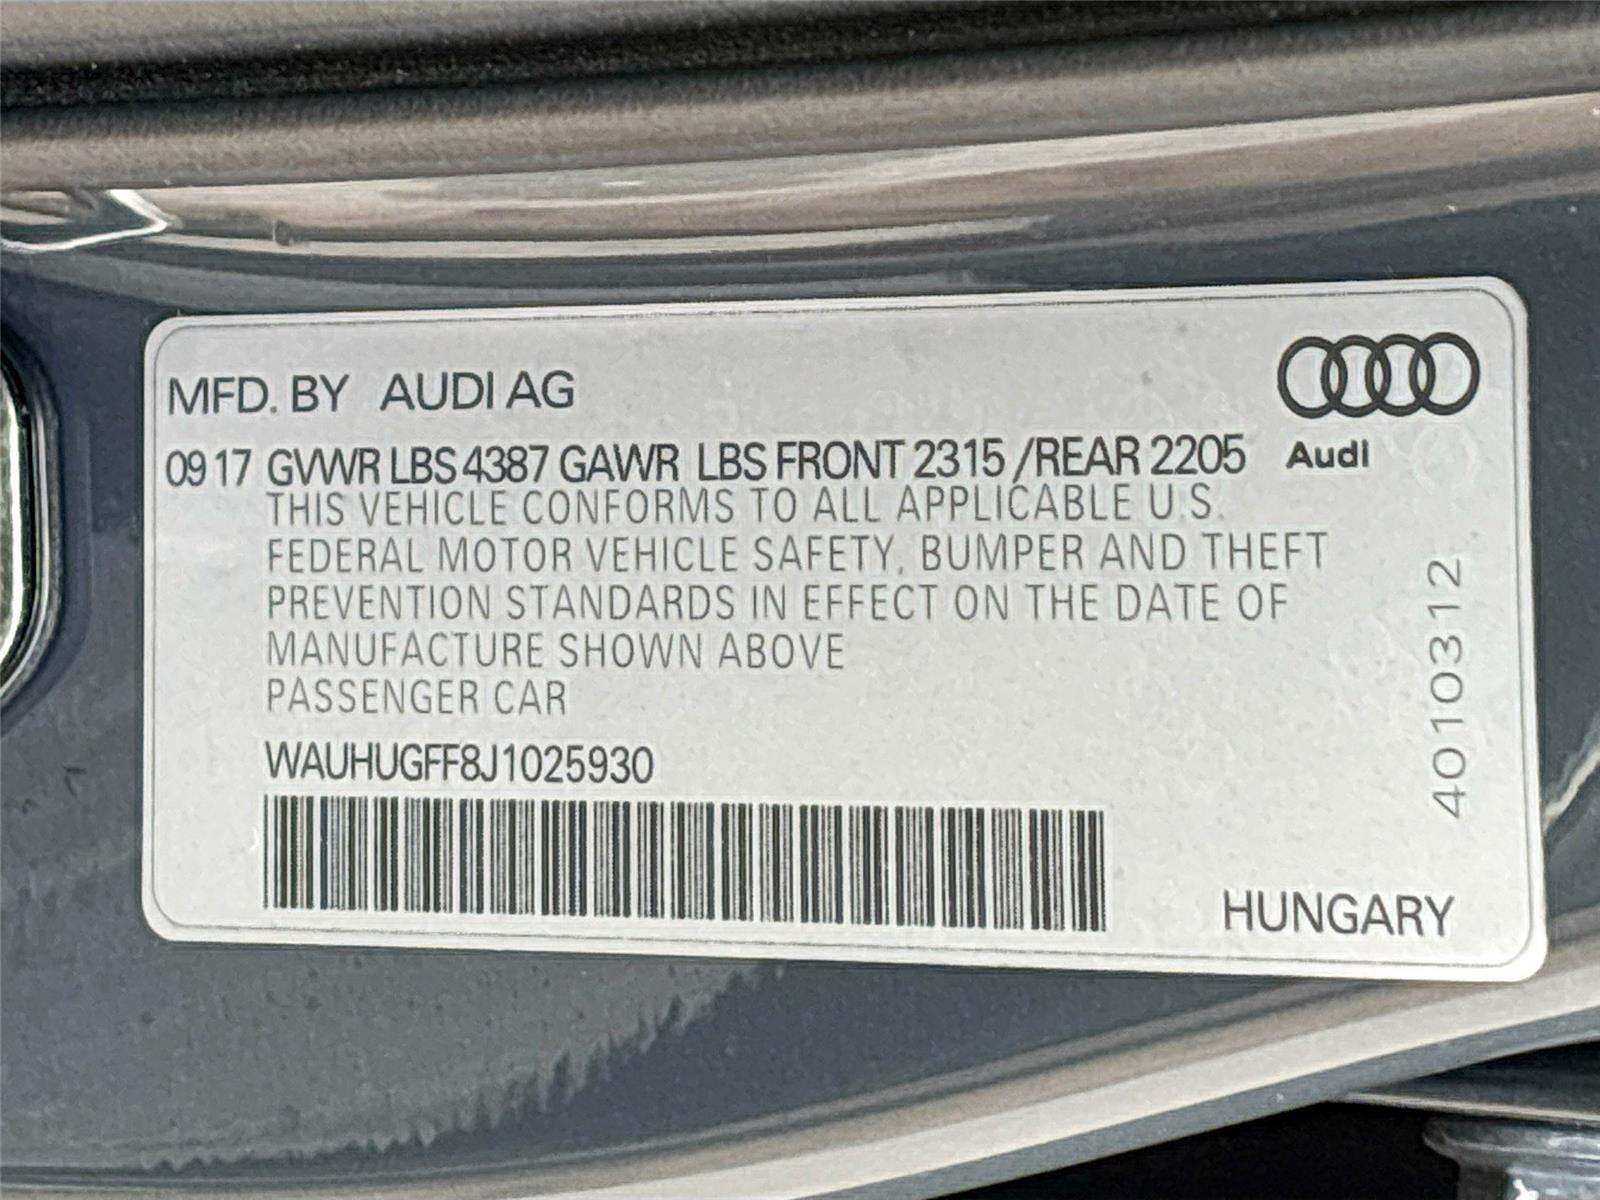 MFD. BY AUDI AG
09 17 GVWR LBS 4387 GAWR LBS FRONT 2315 /REAR 2205
Audi
THIS VEHICLE CONFORMS TO ALL APPLICABLE U.S.
FEDERAL MOTOR VEHICLE SAFETY, BUMPER AND THEFT
PREVENTION STANDARDS IN EFFECT ON THE DATE OF
MANUFACTURE SHOWN ABOVE
PASSENGER CAR
WAUHUGFF8J1025930
4010312
HUNGARY